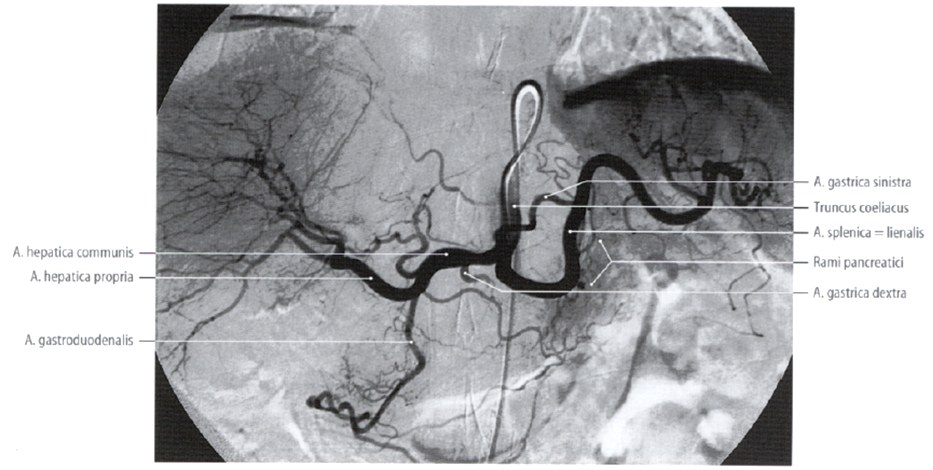 A. gastrica sinistra
Truncus coeliacus
A. splenica = lienalis
A. hepatica communis
Rami pancreatici
A. hepatica propria
A. gastrica dextra
A. gastroduodenalis